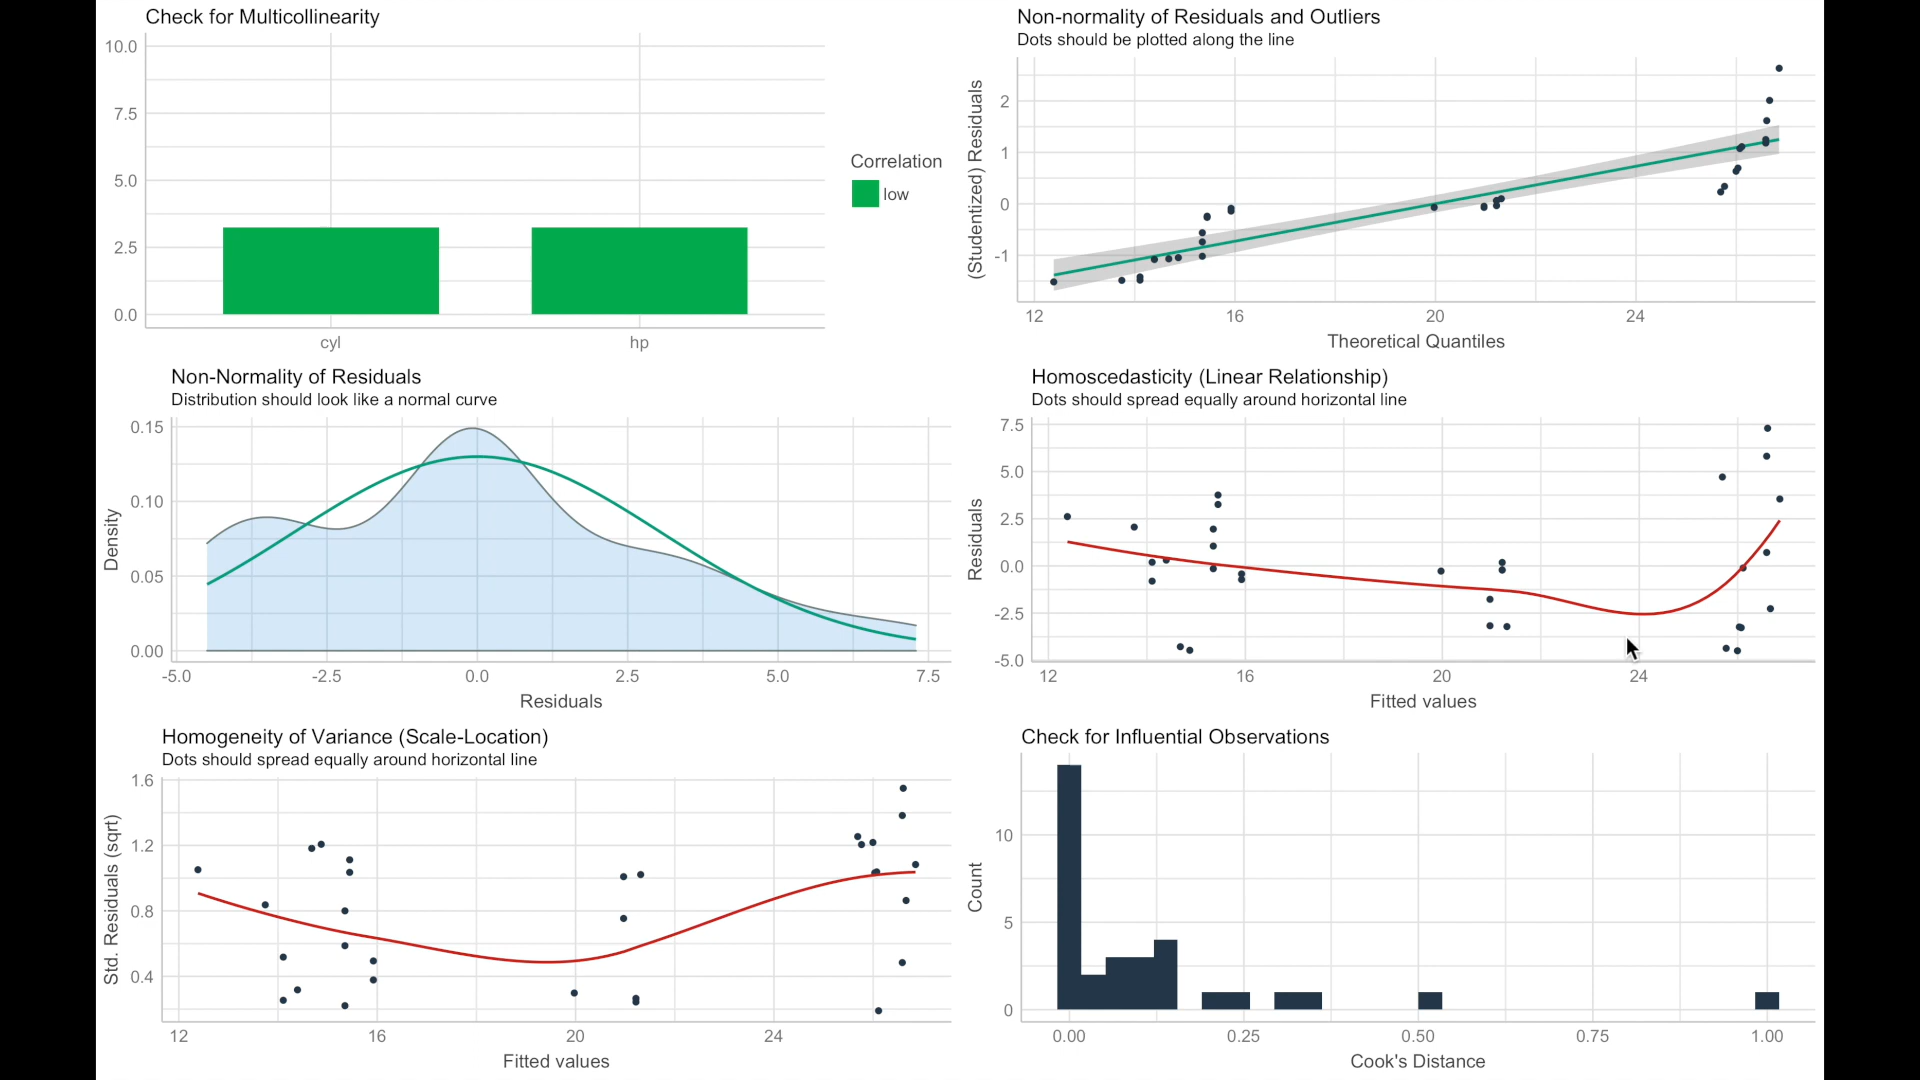 Check for Multicollinearity
10.0
7.5
5.0
2.5
0.0
cyl
hp
Correlation
low
Non-normality of Residuals and Outliers
Dots should be plotted along the line
(Studentized) Residuals
2
1
0
-1
12
16
20
24
Theoretical Quantiles
Non-Normality of Residuals
Distribution should look like a normal curve
Density
0.15
0.10
0.05
0.00
-5.0
-2.5
0.0
2.5
5.0
7.5
Residuals
Homoscedasticity (Linear Relationship)
Dots should spread equally around horizontal line
Residuals
7.5
5.0
2.5
0.0
-2.5
-5.0
12
16
20
24
Fitted values
Homogeneity of Variance (Scale-Location)
Dots should spread equally around horizontal line
Std. Residuals (sqrt)
1.6
1.2
0.8
0.4
12
16
20
24
Fitted values
Check for Influential Observations
Count
10
5
0
0.00
0.25
0.50
0.75
1.00
Cook's Distance